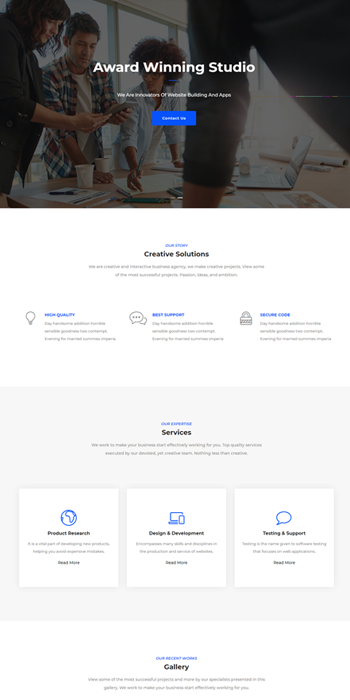 Award Winning Studio
We Are Innovators Of Website Building And Apps
Contact Us
OUR STORY
Creative Solutions
We are creative and interactive business agency, we make creative projects, View some
of the most successful projects. Passion, ideas, and ambition.
HIGH QUALITY
Day handsome addition horrible
sensible goodness two contempt.
Evening for married summea imperia
BEST SUPPORT
Day handsome addition horrible
sensible goodness two contempt.
Evening for married summea imperia
SECURE CODE
Day handsome addition horrible
sensible goodness two contempt.
Evening for married summea imperia
OUR EXPERTISE
Services
We work to make your business start effectively working for you. Top quality services
executed by our devoted, yet creative team. Nothing less than creative.
Product Research
It is a vital part of developing new products,
helping you avoid expensive mistakes.
Read More
Design & Development
Encompasses many skills and disciplines in
the production and service of websites.
Read More
Testing & Support
Testing is the name given to software testing
that focuses on web applications.
Read More
OUR RECENT WORKS
Gallery
View some of the most successful projects and more by our specialists presented in this
gallery. We work to make your business start effectively working for you.